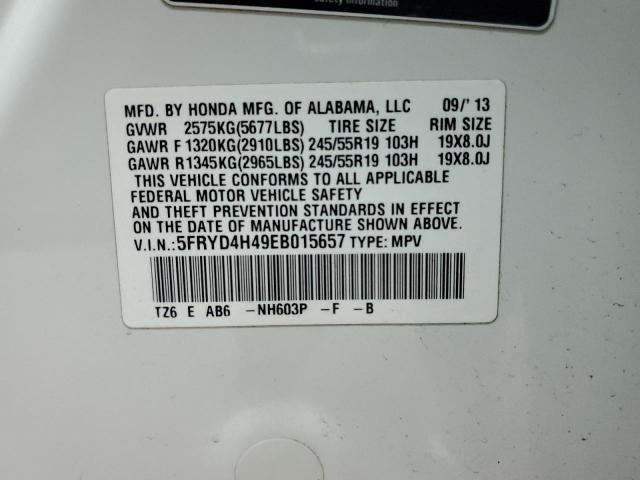 Safety Information
MFD. BY HONDA MFG. OF ALABAMA, LLC 09/' 13
GVWR 2575KG(5677LBS) TIRE SIZE RIM SIZE
GAWR F 1320KG(2910LBS) 245/55R19 103H 19X8.0J
GAWR R1345KG(2965LBS) 245/55R19 103H 19X8.0J
THIS VEHICLE CONFORMS TO ALL APPLICABLE
FEDERAL MOTOR VEHICLE SAFETY
AND THEFT PREVENTION STANDARDS IN EFFECT
ON THE DATE OF MANUFACTURE SHOWN ABOVE.
V.I.N.:5FRYD4H49EB015657 TYPE: MPV
TZ6 E AB6 -NH603P -F -B